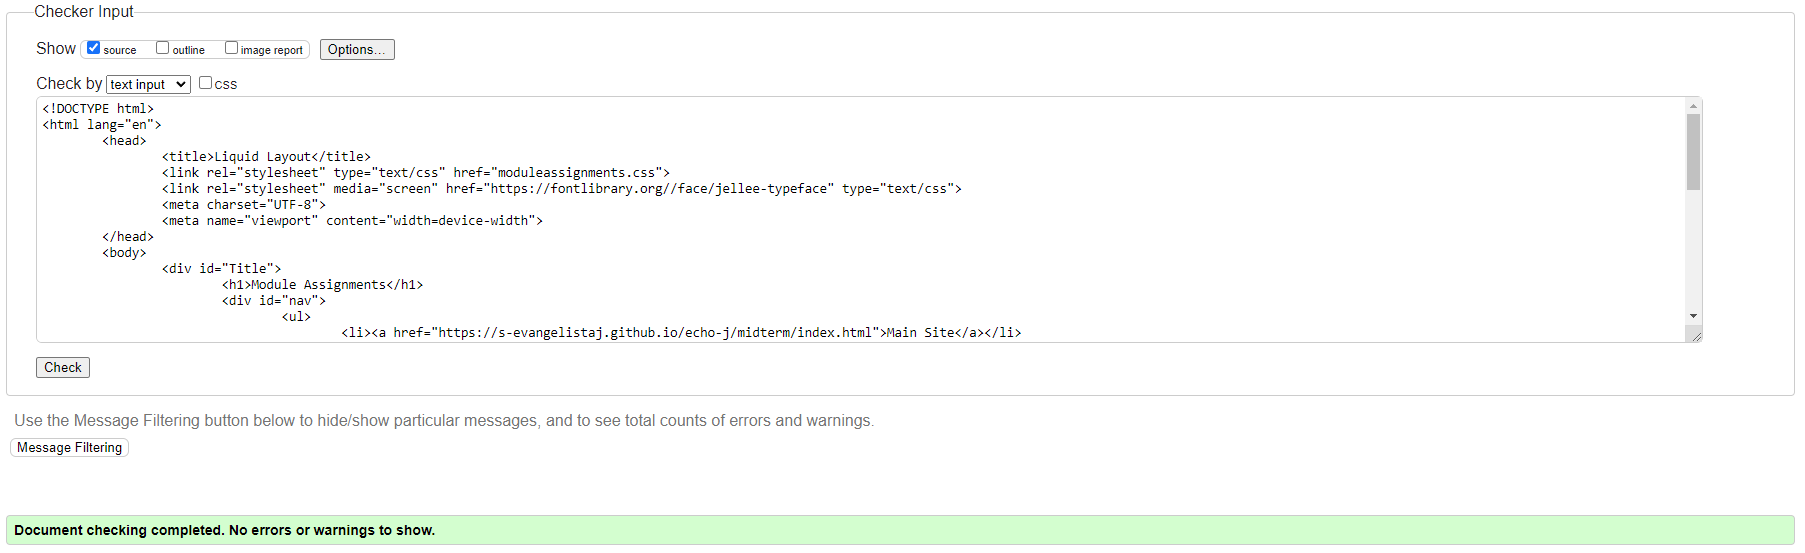 Checker Input
Show source outline image report Options...
Check by text input css
<!DOCTYPE html>
<html lang="en">
<head>
<title>Liquid Layout</title>
<link rel="stylesheet" type="text/css" href="moduleassignments.css">
<link rel="stylesheet" media="screen" href="https://fontlibrary.org//face/jellee-typeface" type="text/css">
<meta charset="UTF-8">
<meta name="viewport" content="width=device-width">
</head>
<body>
<div id="Title">
<h1>Module Assignments</h1>
<div id="nav">
<ul>
<li><a href="https://s-evangelistaj.github.io/echo-j/midterm/index.html">Main Site</a></li>
Check
Use the Message Filtering button below to hide/show particular messages, and to see total counts of errors and warnings.
Message Filtering
Document checking completed. No errors or warnings to show.